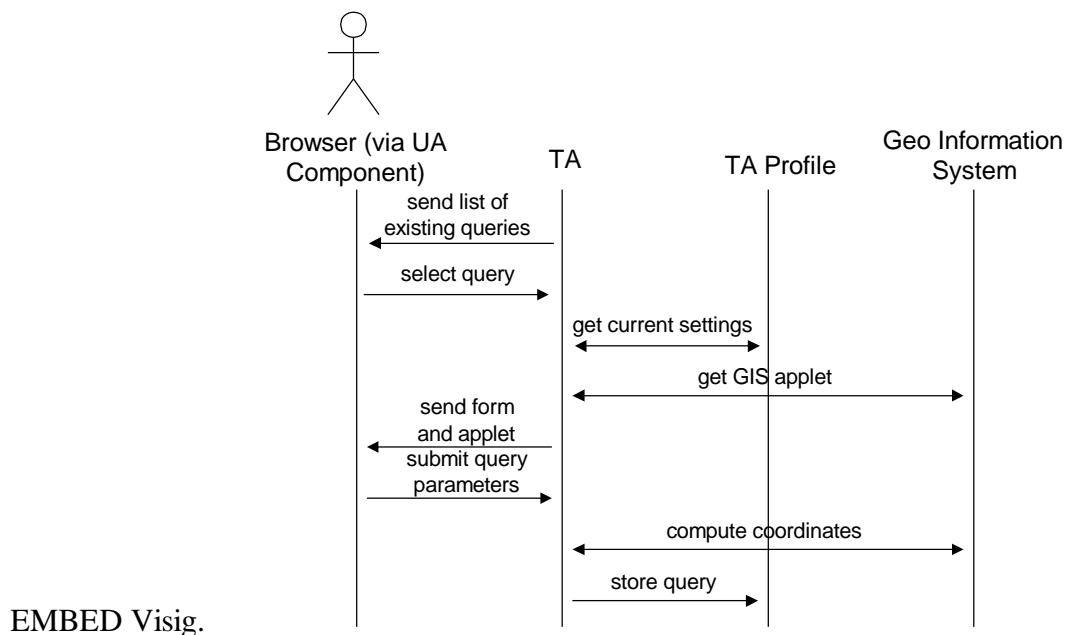 Browser (via UA
Component)
TA
TA Profile
Geo Information
System
send list of
existing queries
select query
get current settings
get GIS applet
send form
and applet
submit query
parameters
compute coordinates
store query
EMBED Visig.